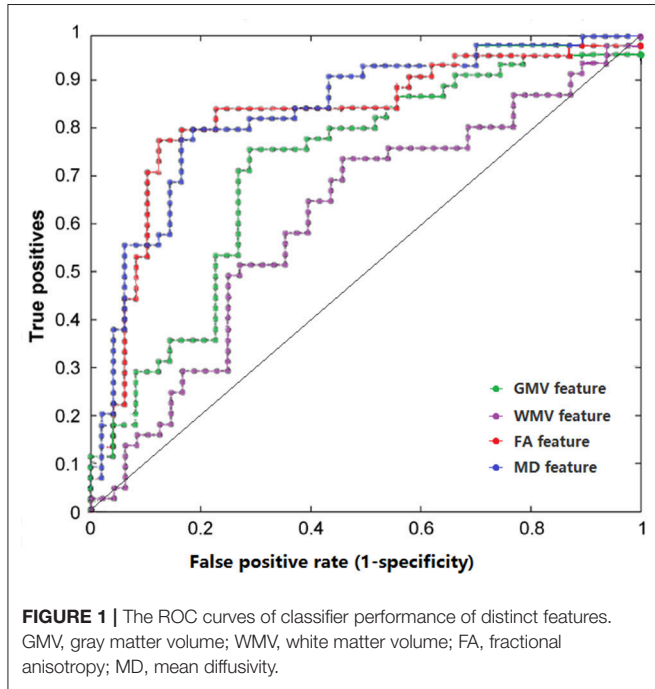 1
0.9
0.8
0.7
0.6
0.5
0.4
0.3
0.2
0.1
0
True positives
GMV feature
WMV feature
FA feature
MD feature
0 0.2 0.4 0.6 0.8 1
False positive rate (1-specificity)
FIGURE 1 | The ROC curves of classifier performance of distinct features.
GMV, gray matter volume; WMV, white matter volume; FA, fractional
anisotropy; MD, mean diffusivity.